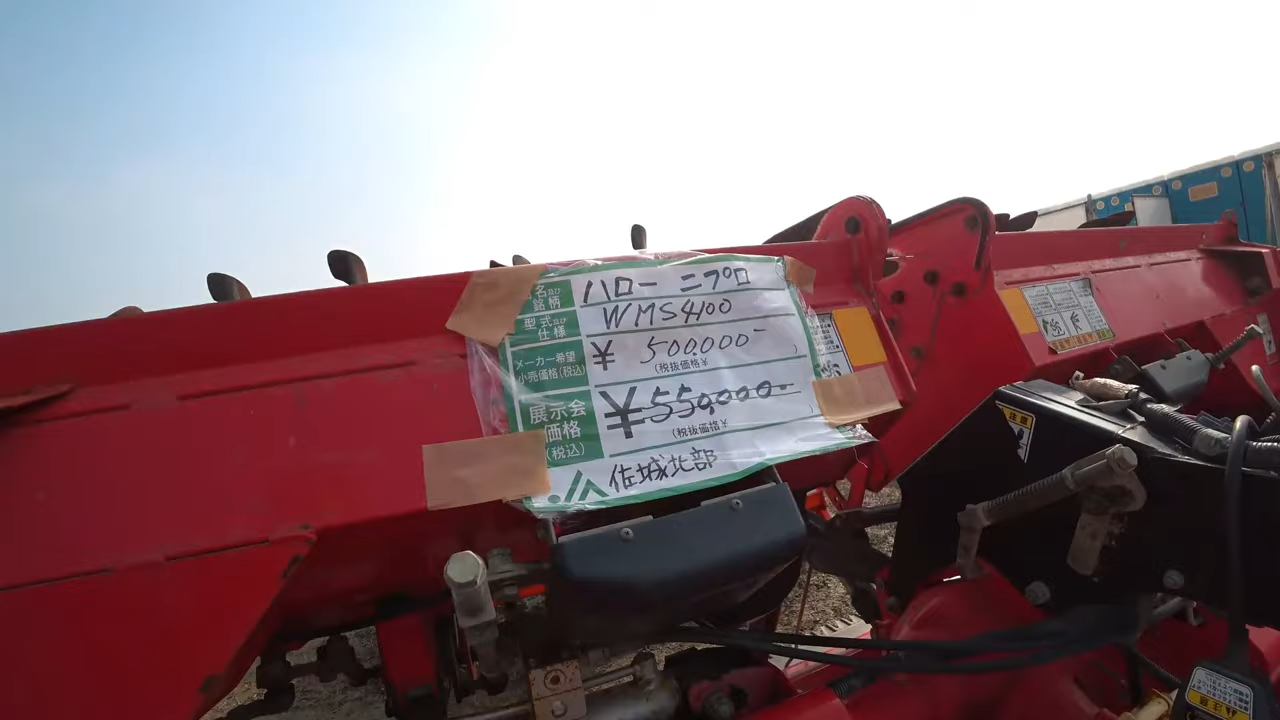 名及び銘柄 ハロー ニプロ
型式及び仕様 WMS4100
メーカー希望小売価格(税込) ¥ 500,000-
(税抜価格¥ )
展示会価格(税込) ¥550,000-
(税抜価格¥
佐城北部
注意